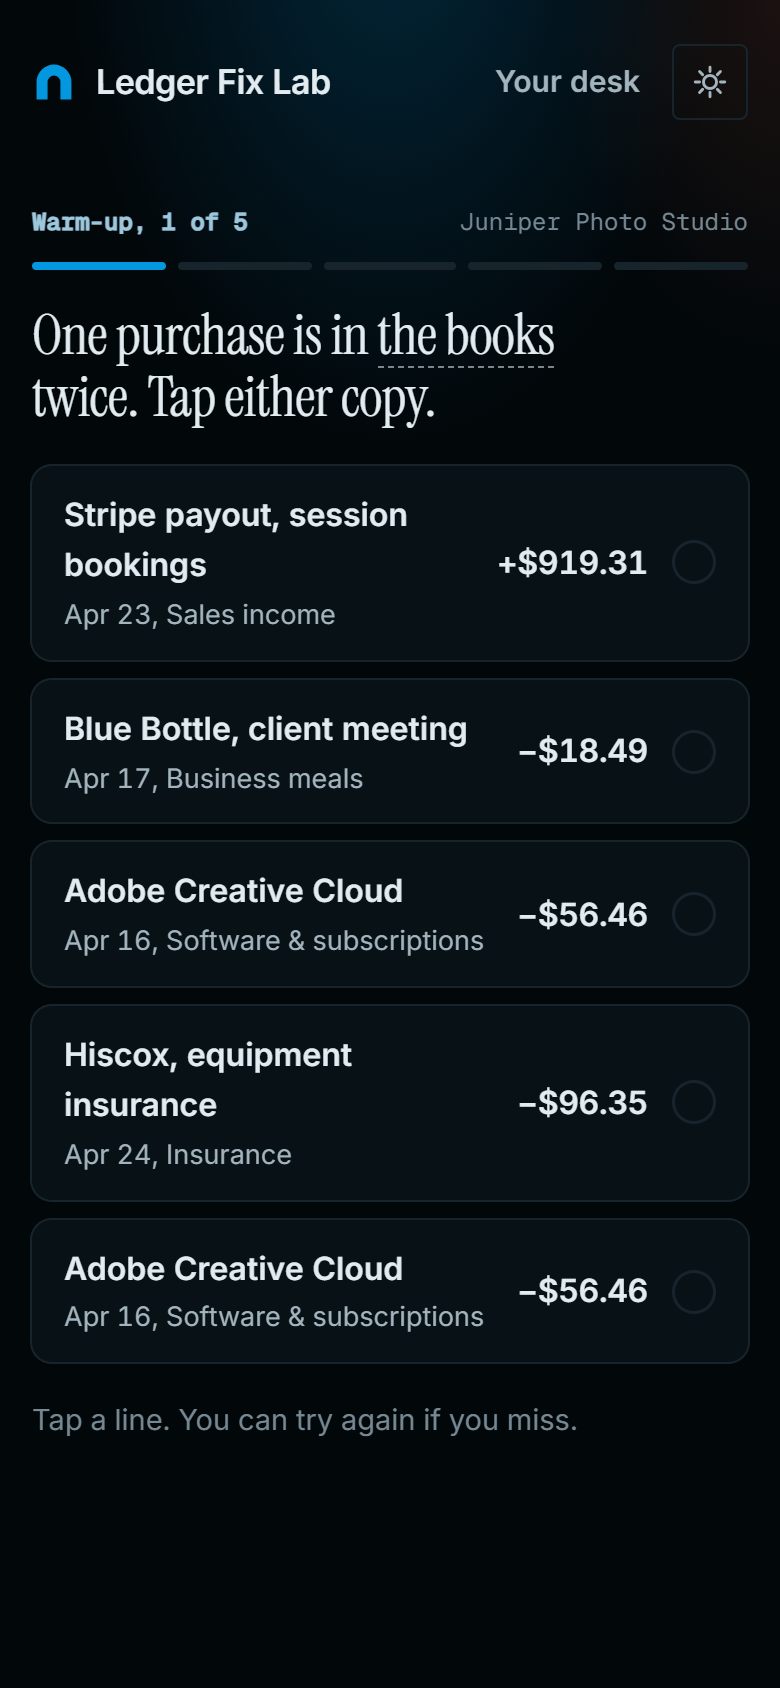 Ledger Fix Lab
Your desk
Warm-up, 1 of 5
Juniper Photo Studio
One purchase is in the books
twice. Tap either copy.
Stripe payout, session
bookings
Apr 23, Sales income
+$919.31
Blue Bottle, client meeting
Apr 17, Business meals
−$18.49
Adobe Creative Cloud
Apr 16, Software & subscriptions
−$56.46
Hiscox, equipment
insurance
Apr 24, Insurance
−$96.35
Adobe Creative Cloud
Apr 16, Software & subscriptions
−$56.46
Tap a line. You can try again if you miss.